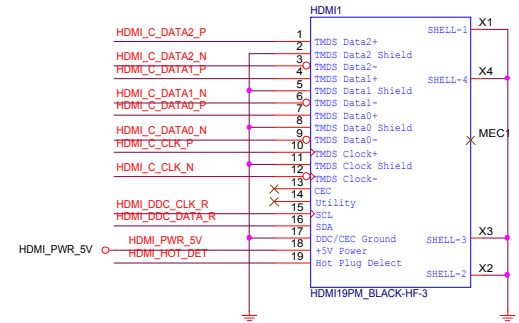 HDMI1
HDMI_C_DATA2_P 1 TMDS Data2+ SHELL-1 X1
2 TMDS Data2 Shield
HDMI_C_DATA2_N 3 TMDS Data2-
HDMI_C_DATA1_P 4 TMDS Data1+ SHELL-4 X4
5 TMDS Data1 Shield
HDMI_C_DATA1_N 6 TMDS Data1-
HDMI_C_DATA0_P 7 TMDS Data0+
8 TMDS Data0 Shield MEC1
HDMI_C_DATA0_N 9 TMDS Data0-
HDMI_C_CLK_P 10 TMDS Clock+
11 TMDS Clock Shield
HDMI_C_CLK_N 12 TMDS Clock-
13 CEC
14 Utility
HDMI_DDC_CLK_R 15 SCL
HDMI_DDC_DATA_R 16 SDA
17 DDC/CEC Ground SHELL-3 X3
HDMI_PWR_5V HDMI_PWR_5V 18 +5V Power
HDMI_HOT_DET 19 Hot Plug Delect
SHELL-2 X2
HDMI19PM_BLACK-HF-3